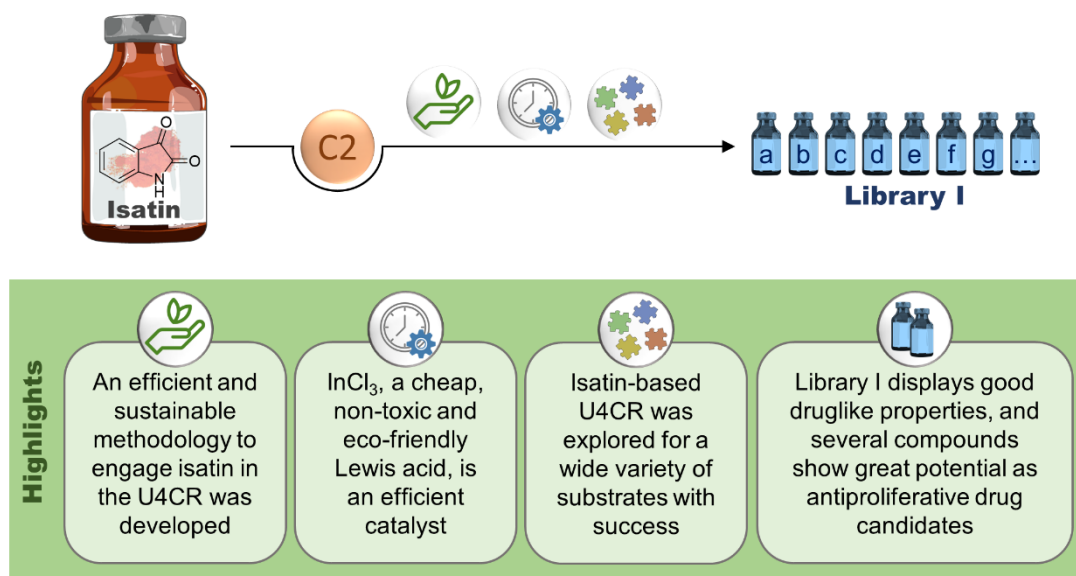 O
O
N
H
Isatin
C2
a b c d e f g ...
Library I
Highlights
An efficient and
sustainable
methodology to
engage isatin in
the U4CR was
developed
InCl₃, a cheap,
non-toxic and
eco-friendly
Lewis acid, is
an efficient
catalyst
Isatin-based
U4CR was
explored for a
wide variety of
substrates with
success
Library I displays good
druglike properties, and
several compounds
show great potential as
antiproliferative drug
candidates